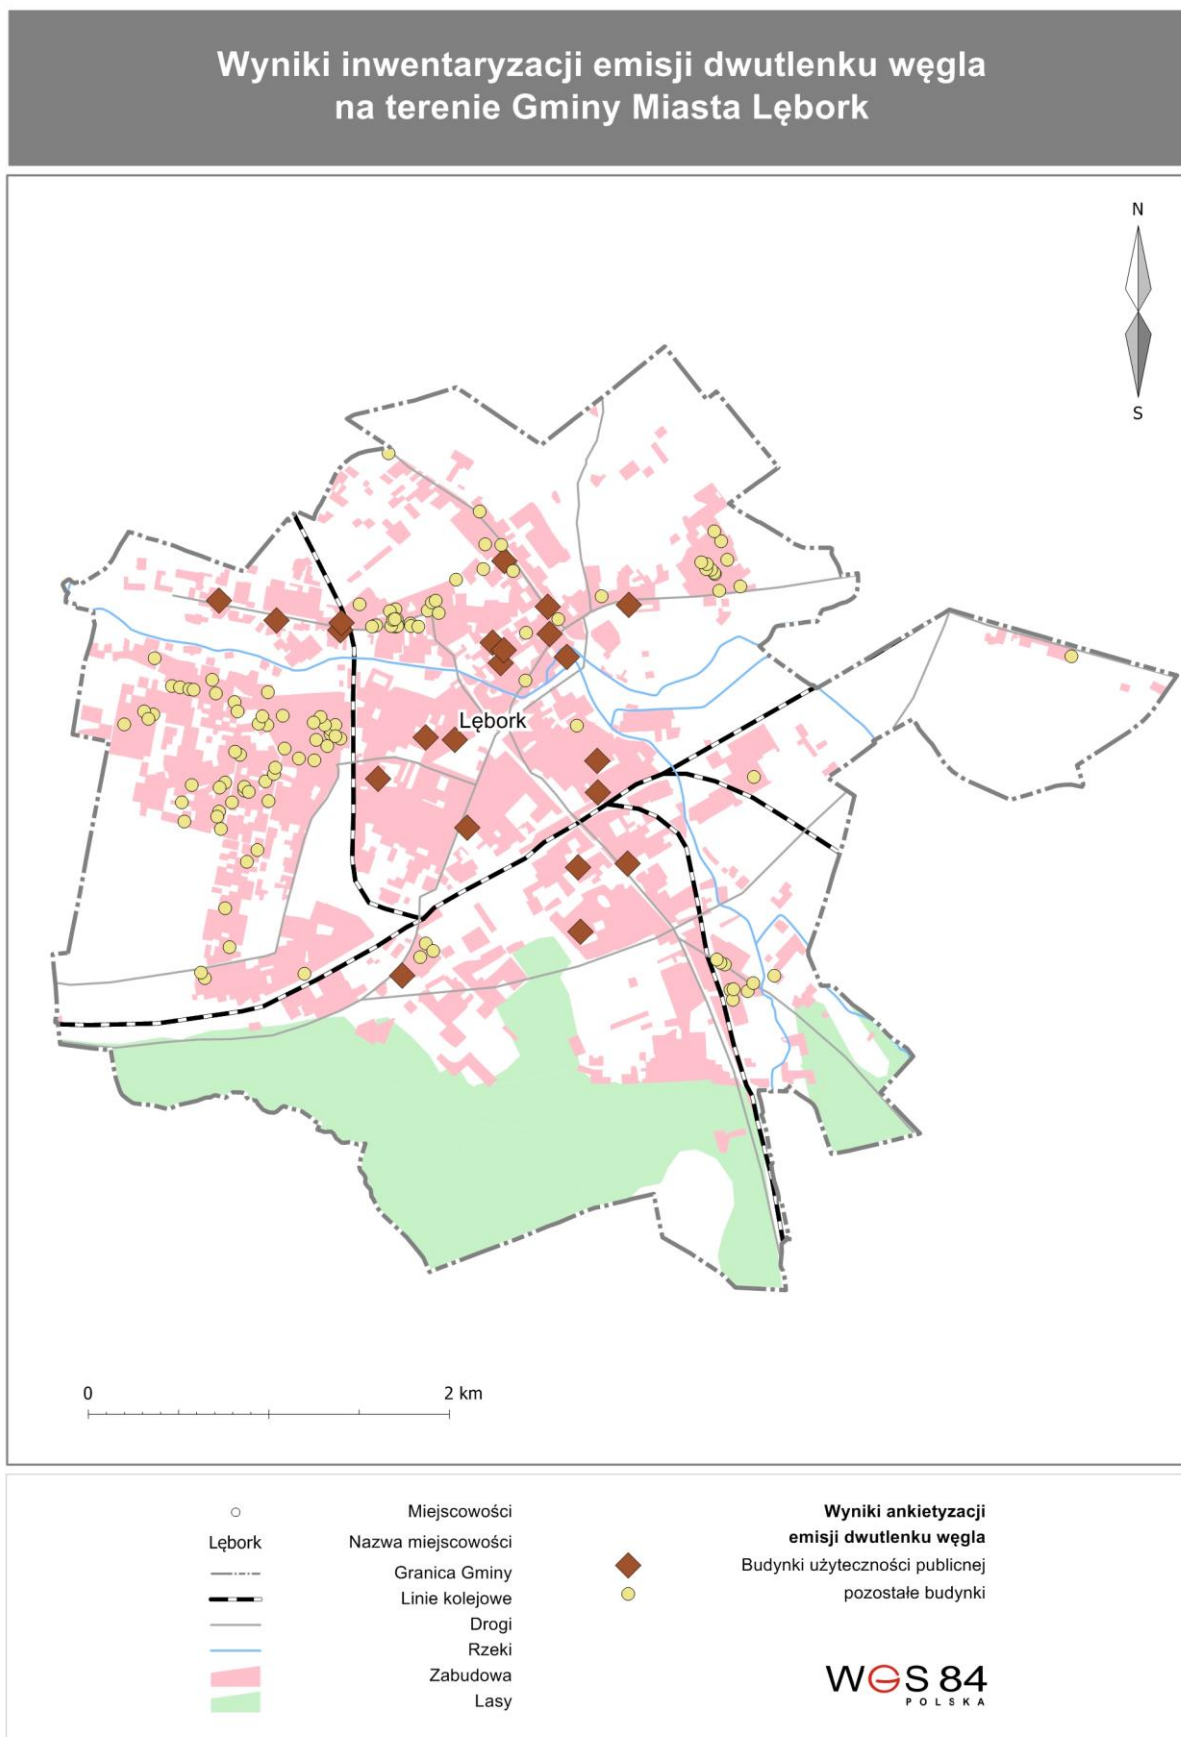 Wyniki inwentaryzacji emisji dwutlenku węgla
na terenie Gminy Miasta Lębork
N
S
Lębork
0 2 km
Miejscowości
Lębork Nazwa miejscowości
Granica Gminy
Linie kolejowe
Drogi
Rzeki
Zabudowa
Lasy
Wyniki ankietyzacji
emisji dwutlenku węgla
Budynki użyteczności publicnej
pozostałe budynki
WGS 84
POLSKA